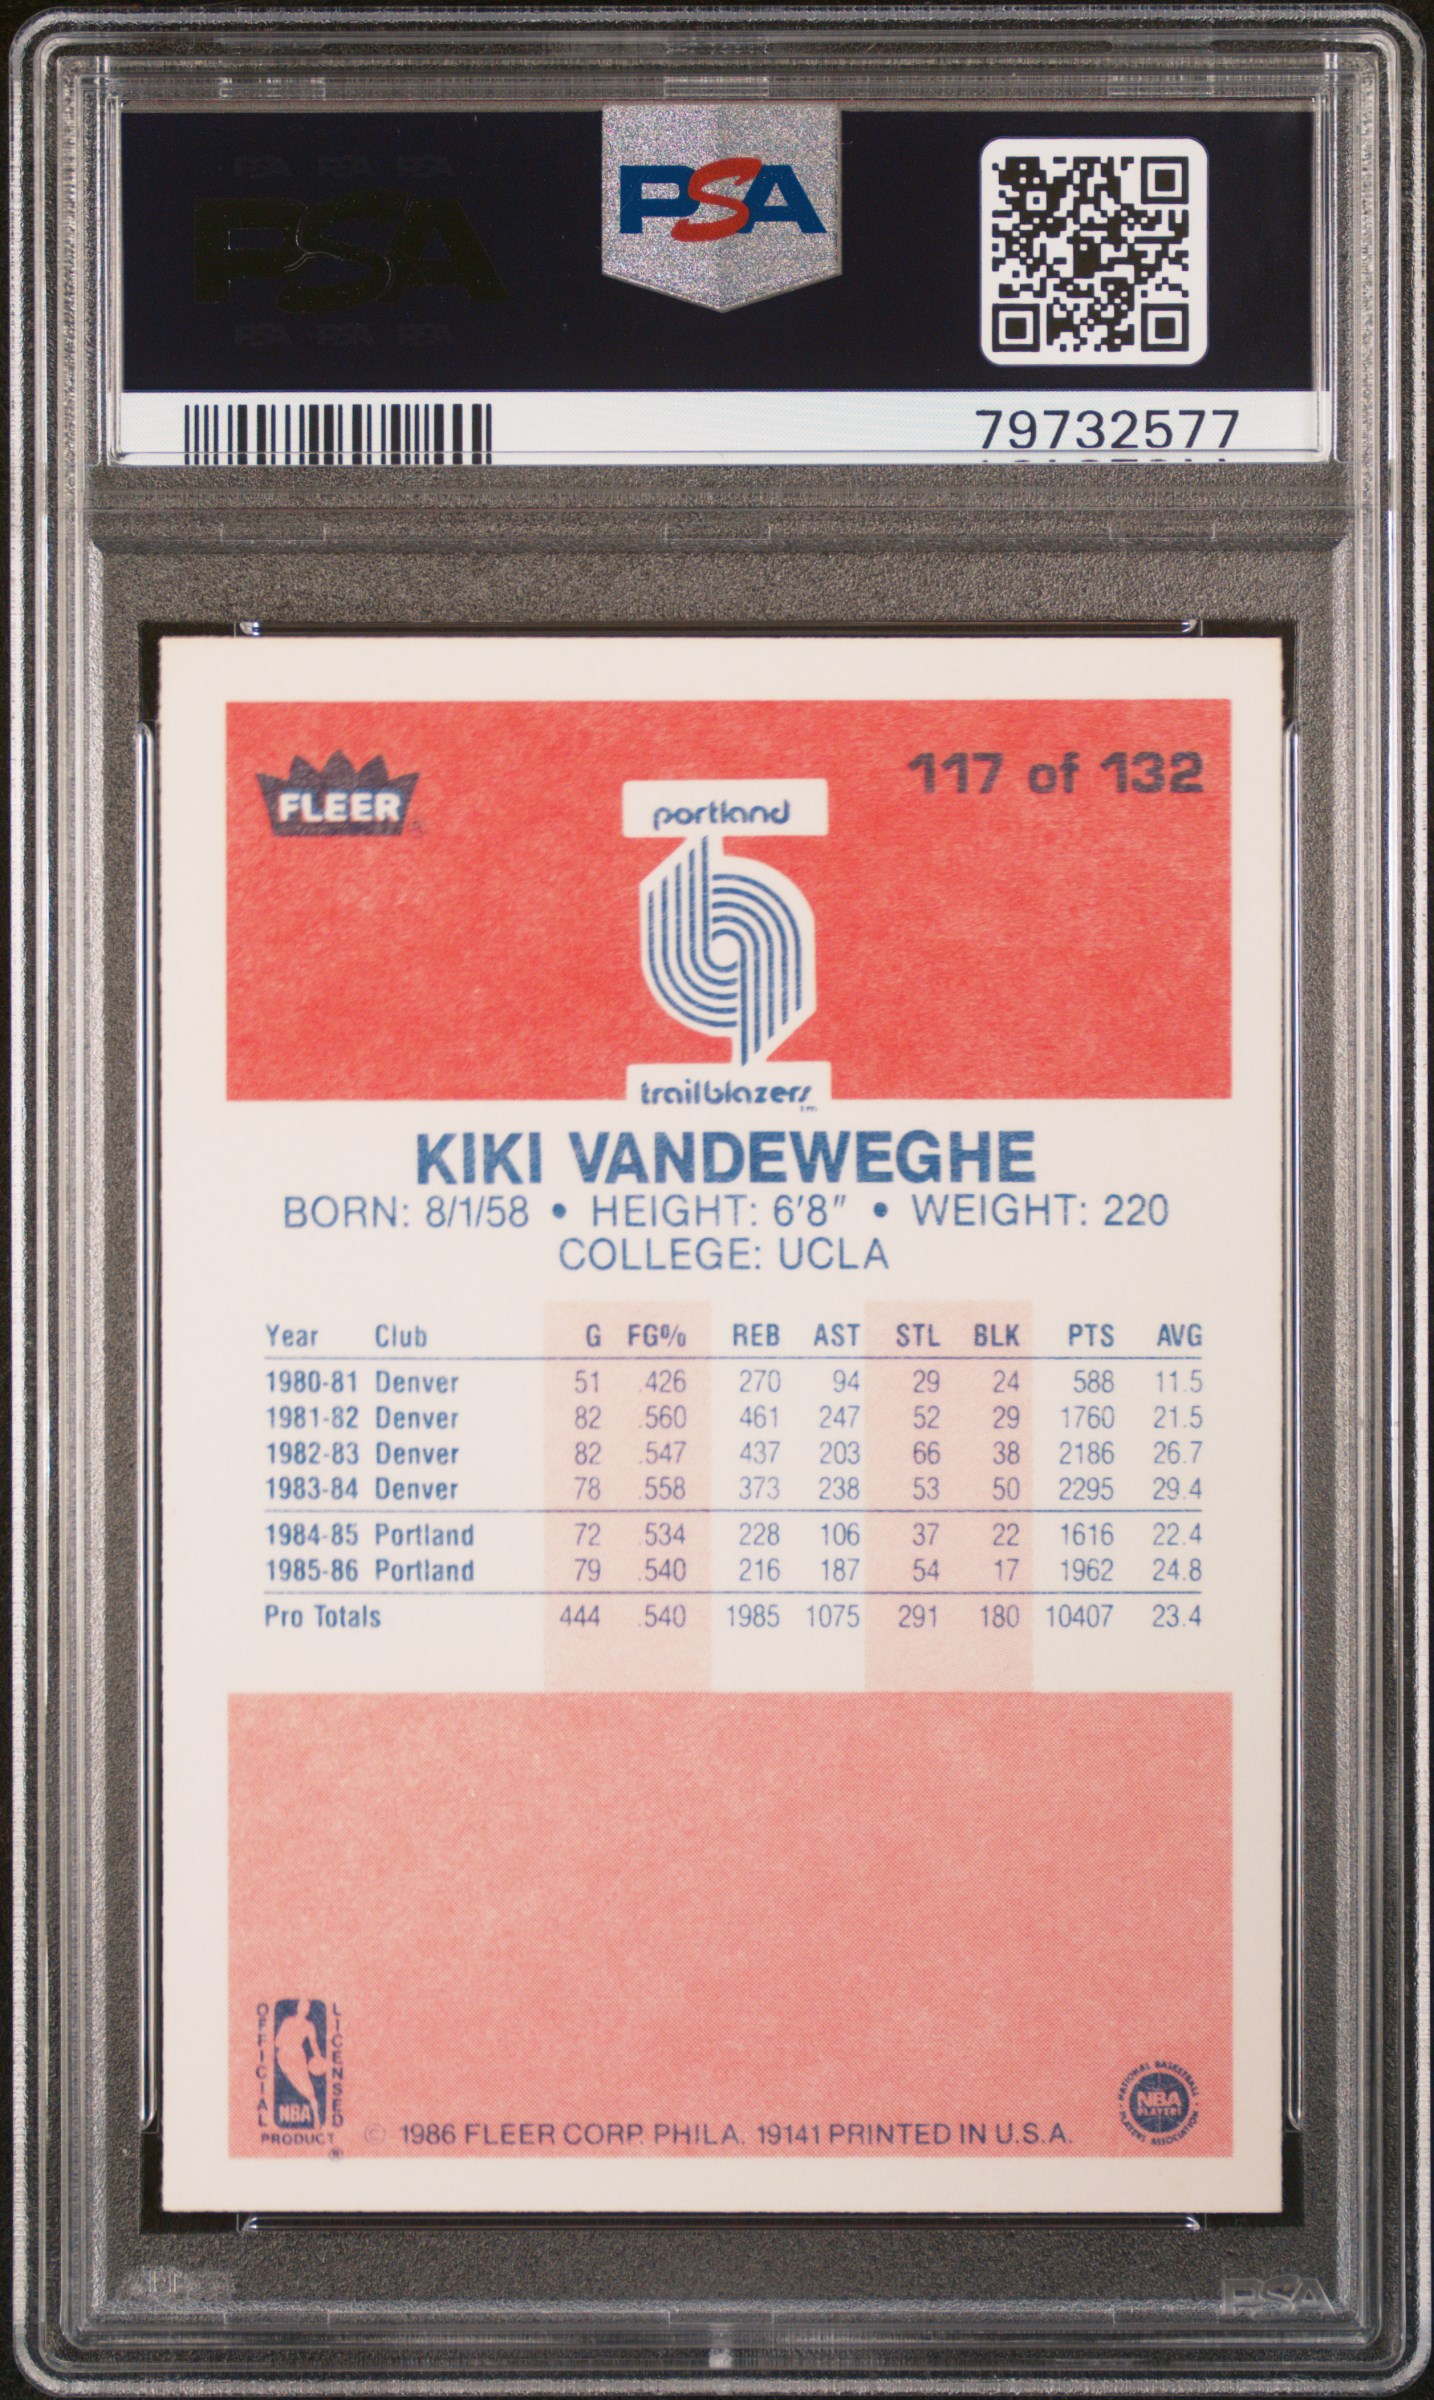 PSA
79732577
FLEER
117 of 132
portland
trailblazers
KIKI VANDEWEGHE
BORN: 8/1/58 • HEIGHT: 6'8" • WEIGHT: 220
COLLEGE: UCLA
Year Club G FG% REB AST STL BLK PTS AVG
1980-81 Denver 51 .426 270 94 29 24 588 11.5
1981-82 Denver 82 .560 461 247 52 29 1760 21.5
1982-83 Denver 82 .547 437 203 66 38 2186 26.7
1983-84 Denver 78 .558 373 238 53 50 2295 29.4
1984-85 Portland 72 .534 228 106 37 22 1616 22.4
1985-86 Portland 79 .540 216 187 54 17 1962 24.8
Pro Totals 444 .540 1985 1075 291 180 10407 23.4
OFFICIAL LICENSED
NBA
PRODUCT ®
© 1986 FLEER CORP. PHILA. 19141 PRINTED IN U.S.A.
NATIONAL BASKETBALL
NBA
PLAYERS
PLAYERS ASSOCIATION
PSA